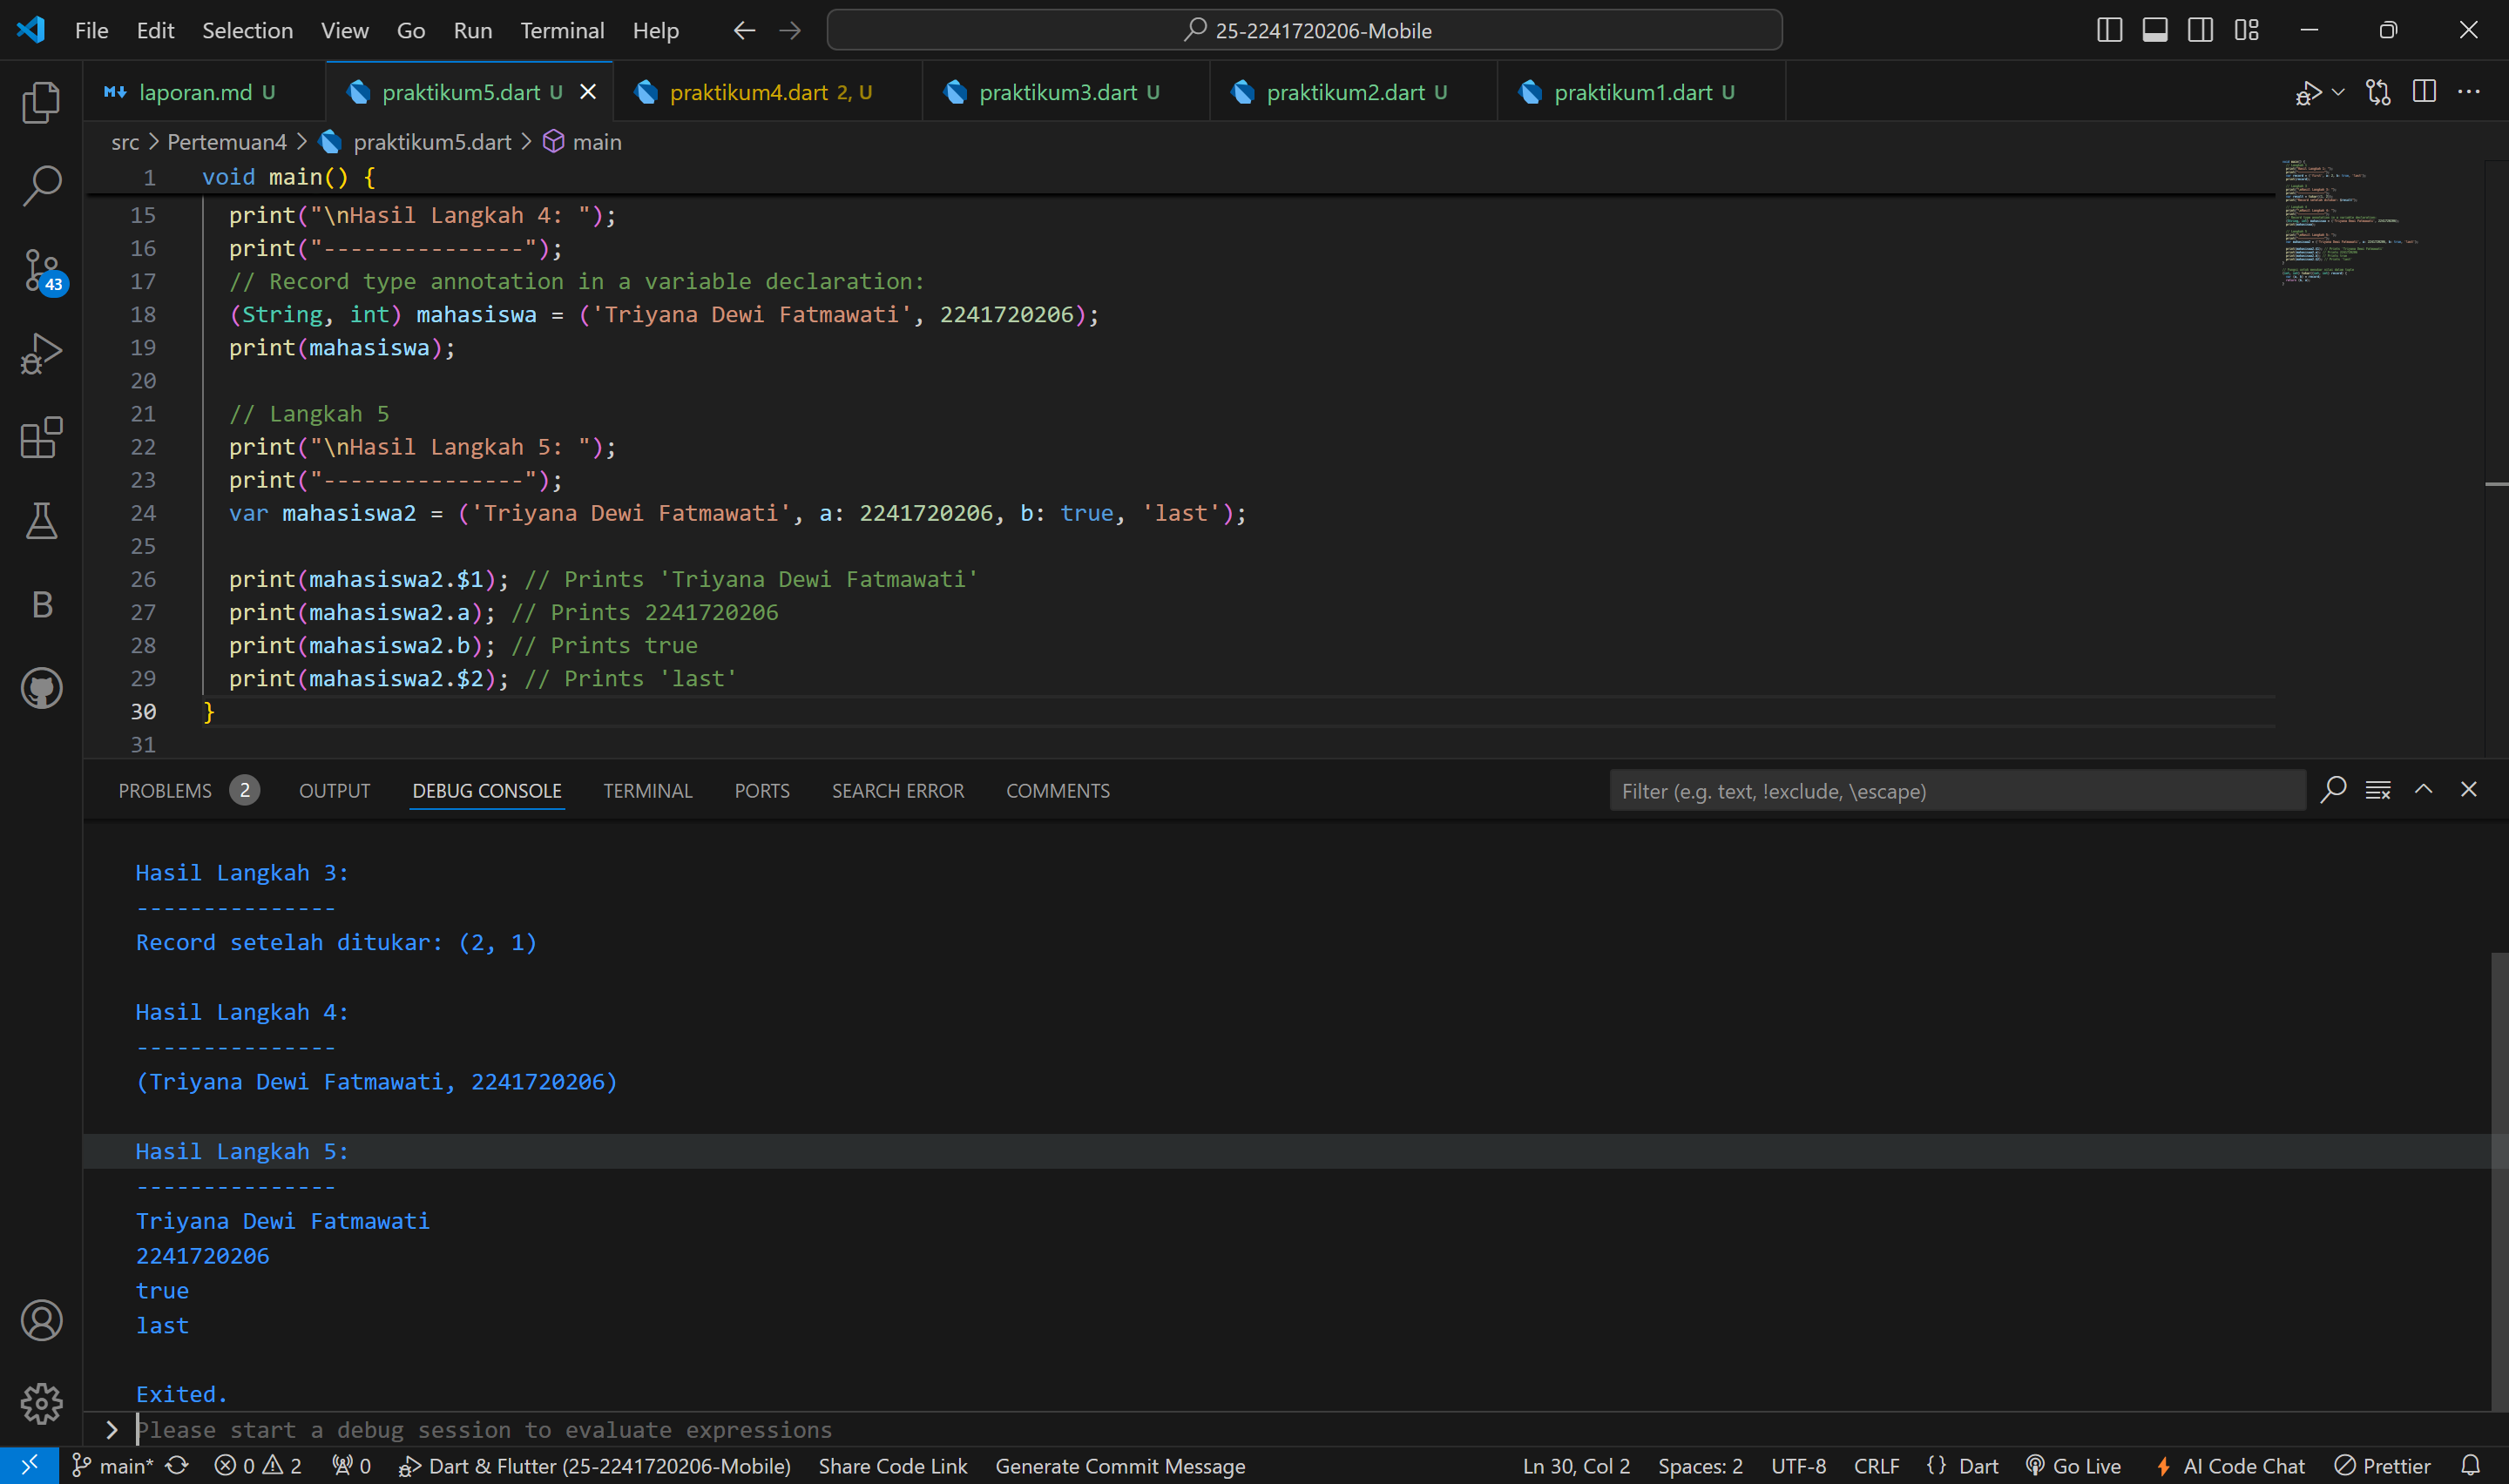 File Edit Selection View Go Run Terminal Help
25-2241720206-Mobile
laporan.md U praktikum5.dart U praktikum4.dart 2, U praktikum3.dart U praktikum2.dart U praktikum1.dart U
src > Pertemuan4 > praktikum5.dart > main
1 void main() {
15 print("\nHasil Langkah 4: ");
16 print("---------------");
17 // Record type annotation in a variable declaration:
18 (String, int) mahasiswa = ('Triyana Dewi Fatmawati', 2241720206);
19 print(mahasiswa);
20
21 // Langkah 5
22 print("\nHasil Langkah 5: ");
23 print("---------------");
24 var mahasiswa2 = ('Triyana Dewi Fatmawati', a: 2241720206, b: true, 'last');
25
26 print(mahasiswa2.$1); // Prints 'Triyana Dewi Fatmawati'
27 print(mahasiswa2.a); // Prints 2241720206
28 print(mahasiswa2.b); // Prints true
29 print(mahasiswa2.$2); // Prints 'last'
30 }
31
43
B
PROBLEMS 2 OUTPUT DEBUG CONSOLE TERMINAL PORTS SEARCH ERROR COMMENTS
Filter (e.g. text, !exclude, \escape)
Hasil Langkah 3:
---------------
Record setelah ditukar: (2, 1)
Hasil Langkah 4:
---------------
(Triyana Dewi Fatmawati, 2241720206)
Hasil Langkah 5:
---------------
Triyana Dewi Fatmawati
2241720206
true
last
Exited.
> Please start a debug session to evaluate expressions
main* 0 2 0 Dart & Flutter (25-2241720206-Mobile) Share Code Link Generate Commit Message Ln 30, Col 2 Spaces: 2 UTF-8 CRLF {} Dart Go Live AI Code Chat Prettier